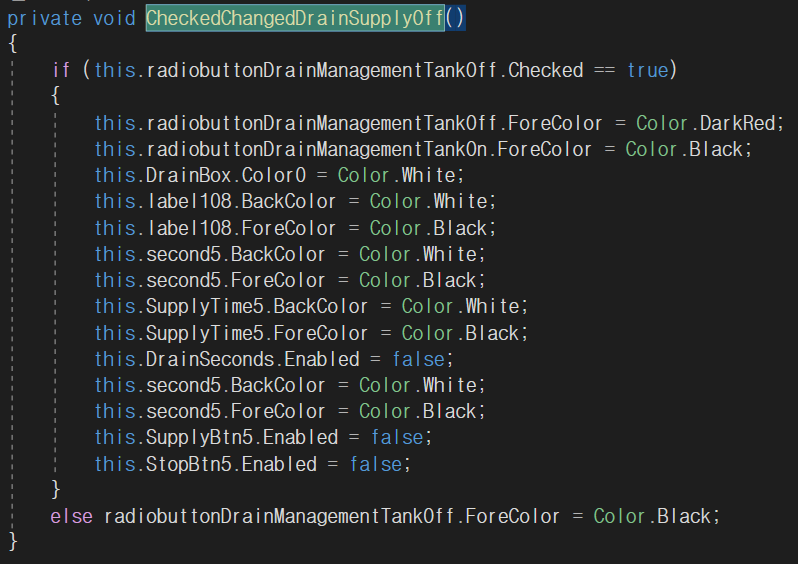 private void CheckedChangedDrainSupplyOff()
{
if (this.radiobuttonDrainManagementTankOff.Checked == true)
{
this.radiobuttonDrainManagementTankOff.ForeColor = Color.DarkRed;
this.radiobuttonDrainManagementTankOn.ForeColor = Color.Black;
this.DrainBox.Color0 = Color.White;
this.label108.BackColor = Color.White;
this.label108.ForeColor = Color.Black;
this.second5.BackColor = Color.White;
this.second5.ForeColor = Color.Black;
this.SupplyTime5.BackColor = Color.White;
this.SupplyTime5.ForeColor = Color.Black;
this.DrainSeconds.Enabled = false;
this.second5.BackColor = Color.White;
this.second5.ForeColor = Color.Black;
this.SupplyBtn5.Enabled = false;
this.StopBtn5.Enabled = false;
}
else radiobuttonDrainManagementTankOff.ForeColor = Color.Black;
}